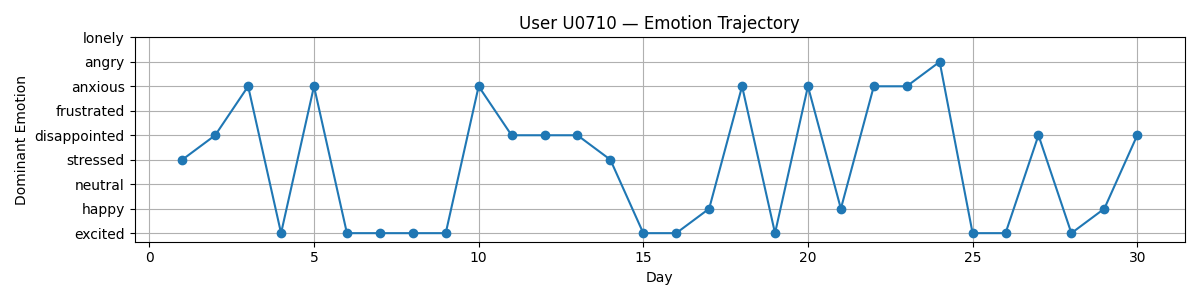 User U0710 — Emotion Trajectory
lonely
angry
anxious
frustrated
disappointed
stressed
neutral
happy
excited
Dominant Emotion
0 5 10 15 20 25 30
Day